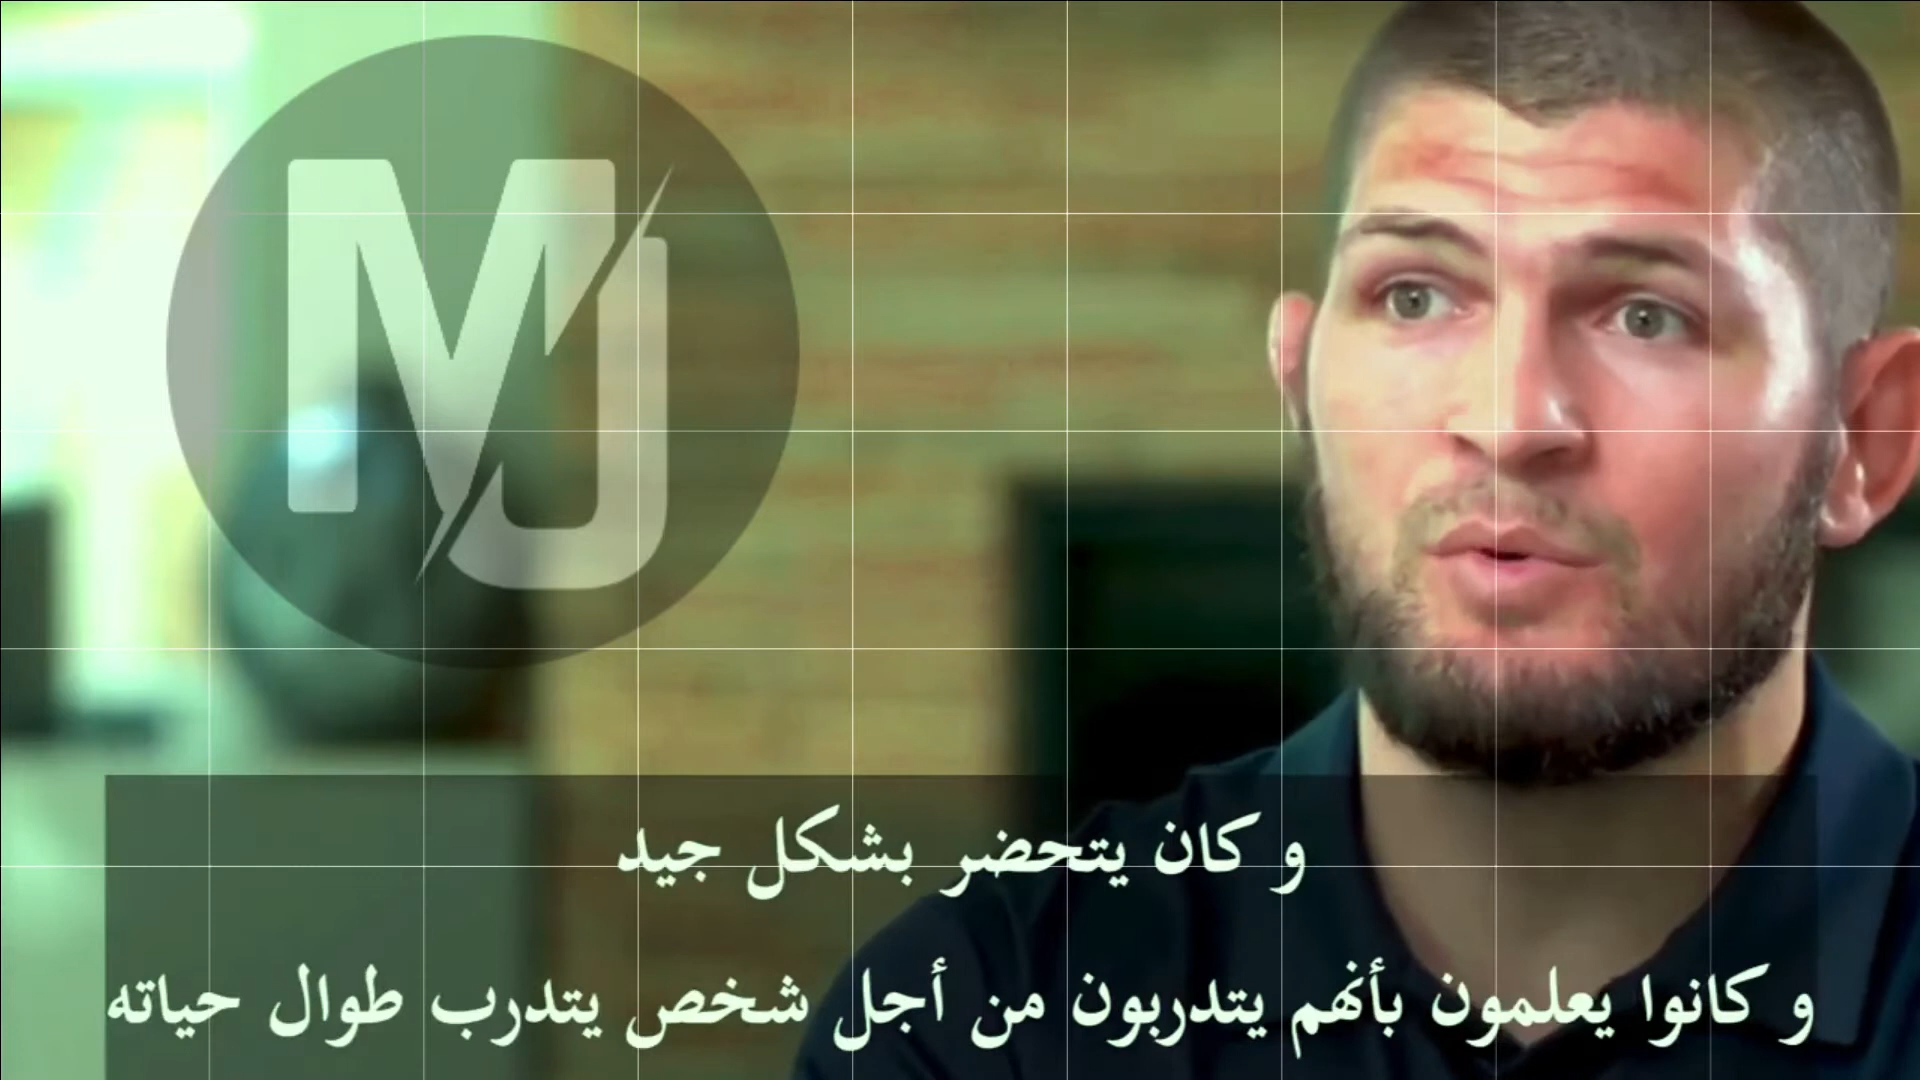 MJ
و كان يتحضر بشكل جيد
و كانوا يعلمون بأنهم يتدربون من أجل شخص يتدرب طوال حياته